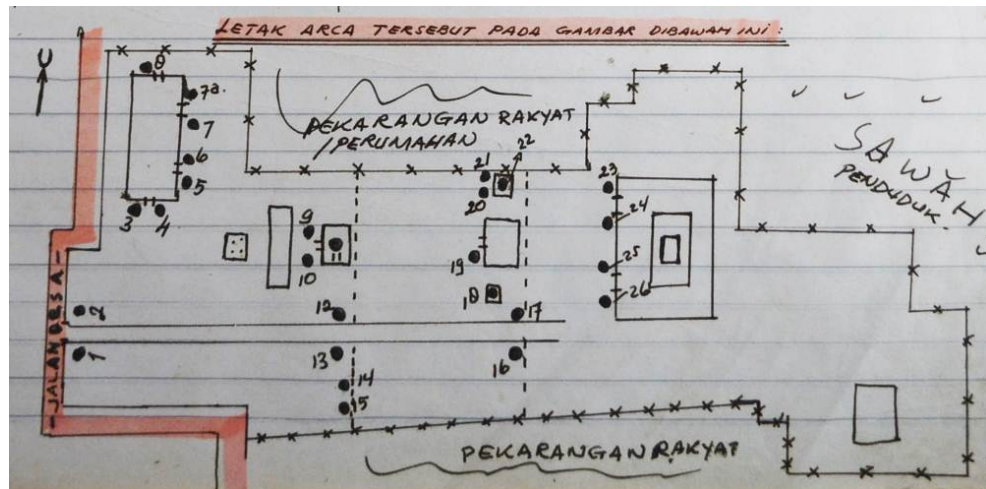 LETAK ARCA TERSEBUT PADA GAMBAR DIBAWAH INI :
U
8
7a.
7
6
5
3 4
PEKARANGAN RAKYAT
/PERUMAHAN
22
21
20
23
24
25
26
SAWAH
PENDUDUK
9
10
19
18
12
17
2
1
13
14
15
16
-JALAN BESA-
PEKARANGAN RAKYAT